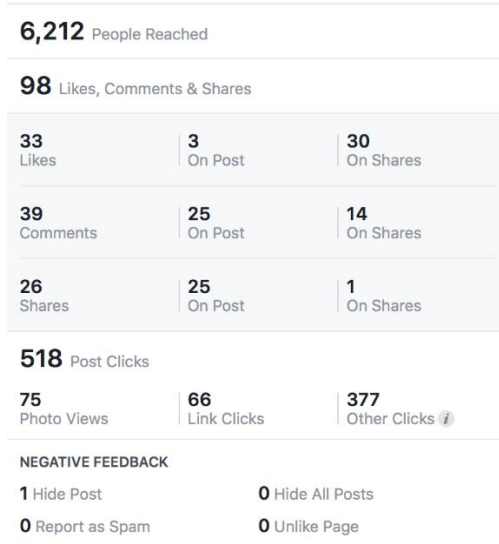 6,212 People Reached
98 Likes, Comments & Shares
33 3 30
Likes On Post On Shares
39 25 14
Comments On Post On Shares
26 25 1
Shares On Post On Shares
518 Post Clicks
75 66 377
Photo Views Link Clicks Other Clicks i
NEGATIVE FEEDBACK
1 Hide Post 0 Hide All Posts
0 Report as Spam 0 Unlike Page